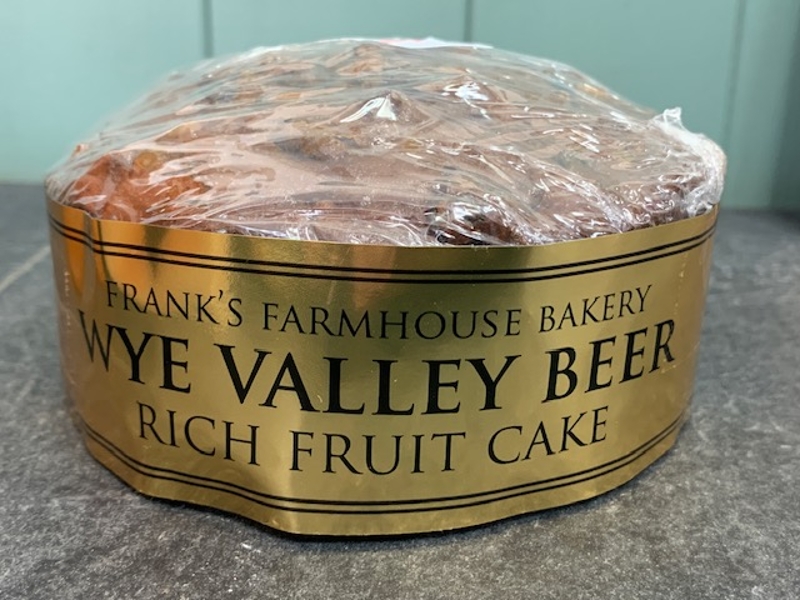 FRANK'S FARMHOUSE BAKERY
WYE VALLEY BEER
RICH FRUIT CAKE